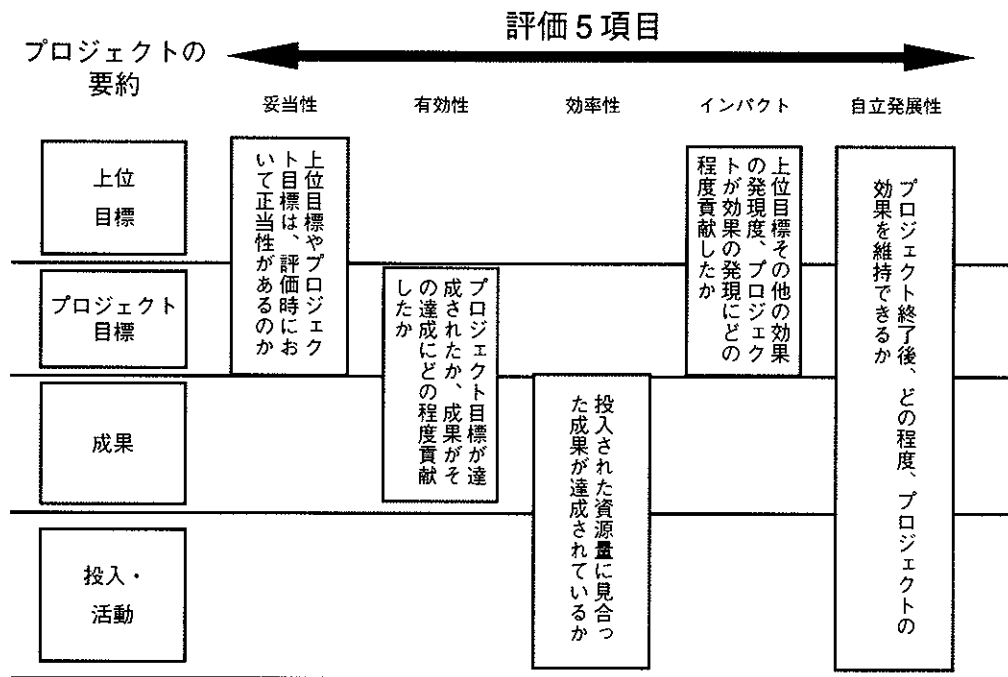 評価５項目
プロジェクトの
要約
妥当性
有効性
効率性
インパクト
自立発展性
上位
目標
プロジェクト
目標
成果
投入・
活動
上位目標やプロジェク
ト目標は、評価時にお
いて正当性があるのか
プロジェクト目標が達
成されたか、成果がそ
の達成にどの程度貢献
したか
投入された資源量に見合っ
た成果が達成されているか
上位目標その他の効果
の発現度、プロジェク
トが効果の発現にどの
程度貢献したか
プロジェクト終了後、どの程度、プロジェクトの
効果を維持できるか